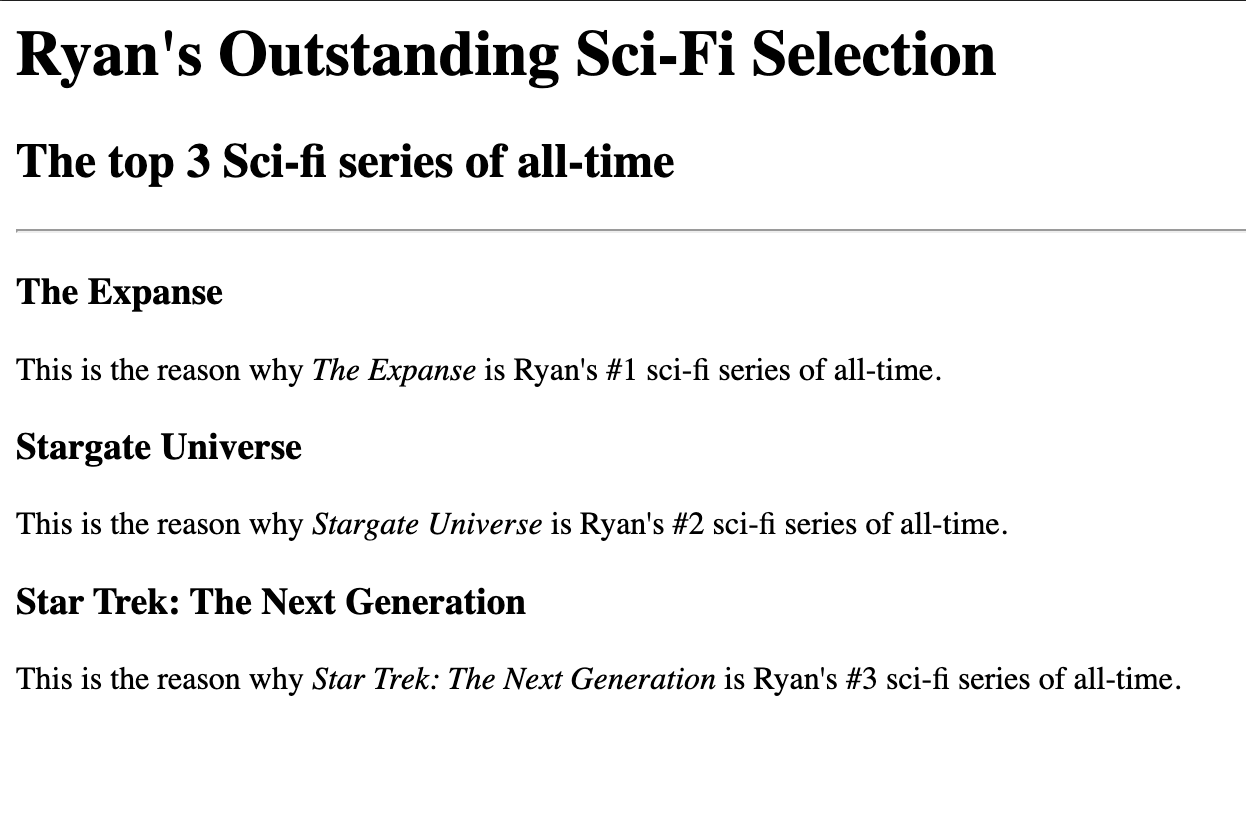 Ryan's Outstanding Sci-Fi Selection
The top 3 Sci-fi series of all-time
The Expanse
This is the reason why The Expanse is Ryan's #1 sci-fi series of all-time.
Stargate Universe
This is the reason why Stargate Universe is Ryan's #2 sci-fi series of all-time.
Star Trek: The Next Generation
This is the reason why Star Trek: The Next Generation is Ryan's #3 sci-fi series of all-time.